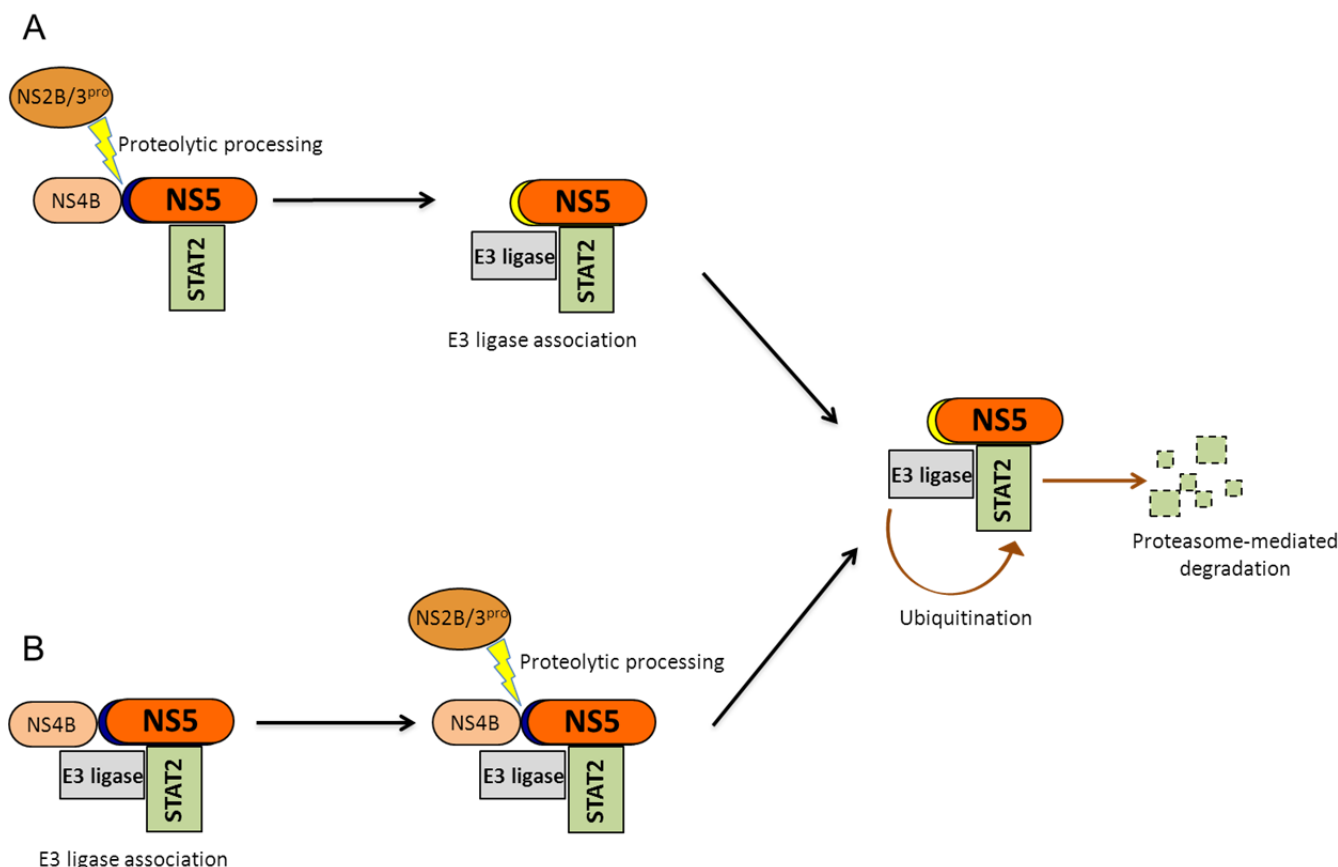 A
NS2B/3pro
Proteolytic processing
NS4B
NS5
STAT2
NS5
E3 ligase
STAT2
E3 ligase association
NS5
E3 ligase
STAT2
Proteasome-mediated
degradation
Ubiquitination
B
NS4B
NS5
E3 ligase
STAT2
E3 ligase association
NS2B/3pro
Proteolytic processing
NS4B
NS5
E3 ligase
STAT2